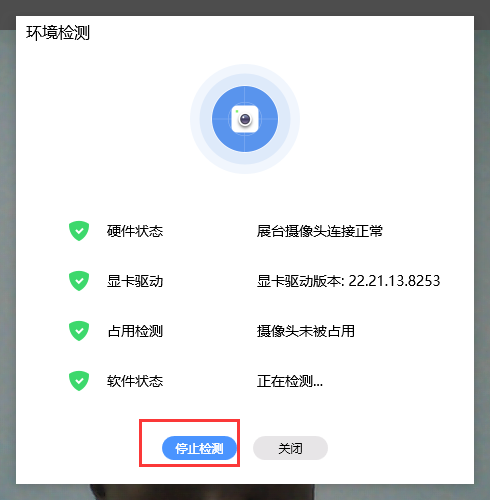 环境检测
硬件状态 展台摄像头连接正常
显卡驱动 显卡驱动版本: 22.21.13.8253
占用检测 摄像头未被占用
软件状态 正在检测...
停止检测 关闭